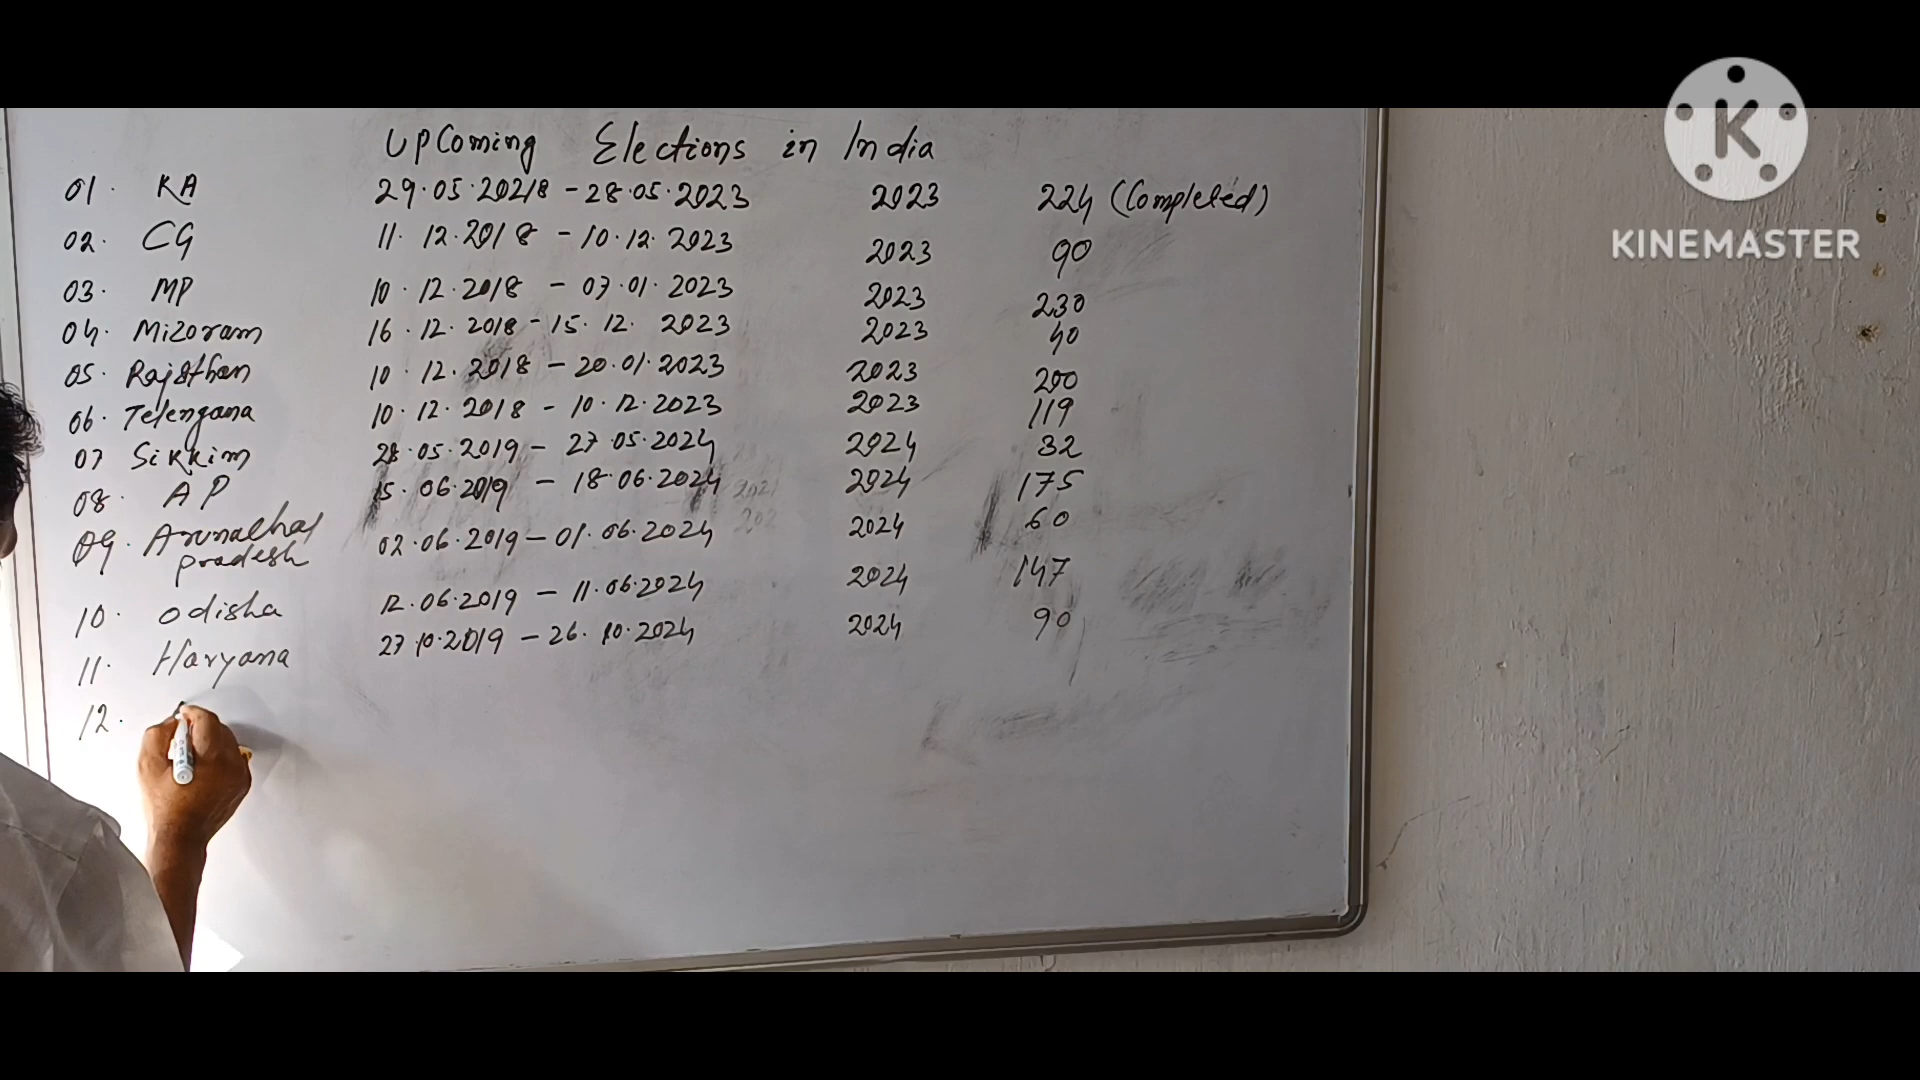 UpComing Elections in India
01. KA 29.05.20218 - 28.05.2023 2023 224 (Completed)
02. CG 11.12.2018 - 10.12.2023 2023 90
03. MP 10.12.2018 - 07.01.2023 2023 230
04. Mizoram 16.12.2018 - 15.12.2023 2023 40
05. Rajsthan 10.12.2018 - 20.01.2023 2023 200
06. Telengana 10.12.2018 - 10.12.2023 2023 119
07 Sikkim 28.05.2019 - 27.05.2024 2024 32
08. AP 15.06.2019 - 18.06.2024 2024 175
09. Arunalhal pradesh 02.06.2019 - 01.06.2024 2024 60
10. Odisha 12.06.2019 - 11.06.2024 2024 147
11. Haryana 27.10.2019 - 26.10.2024 2024 90
12.
K
KINEMASTER